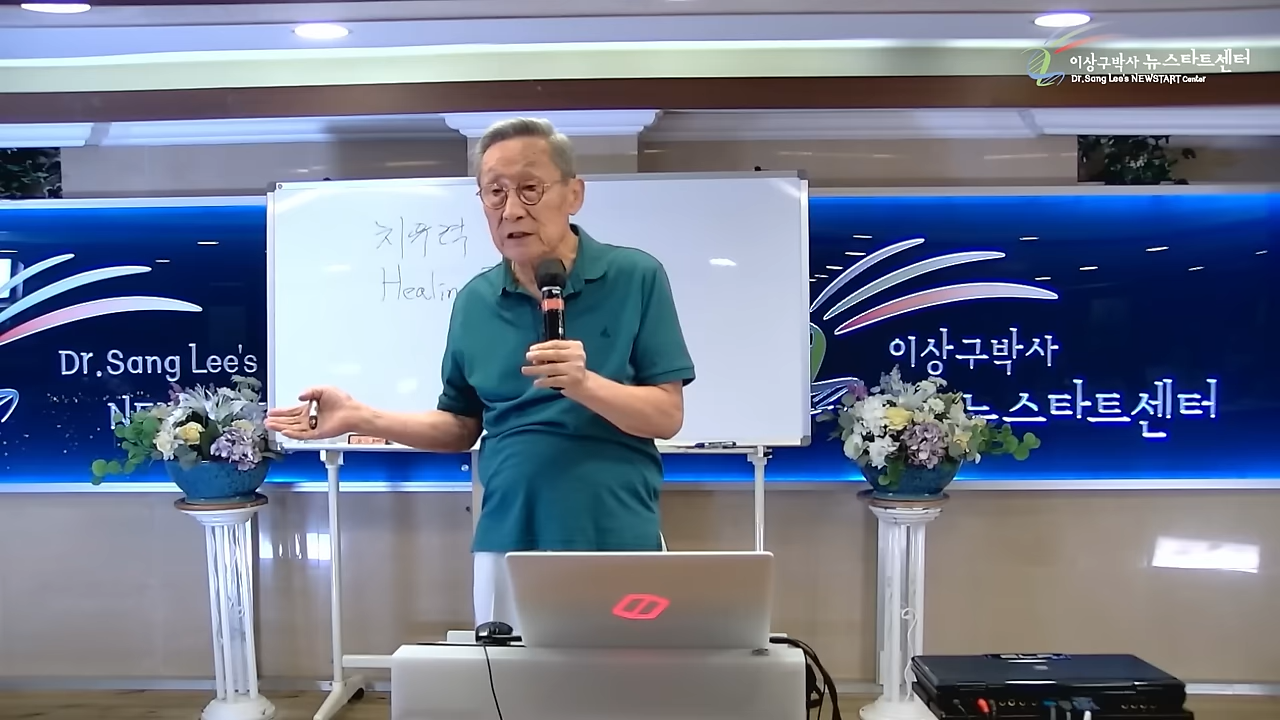 이상구박사 뉴스타트센터
Dr.Sang Lee's NEWSTART Center
치유력
Healin
Dr.Sang Lee's
이상구박사
뉴스타트센터